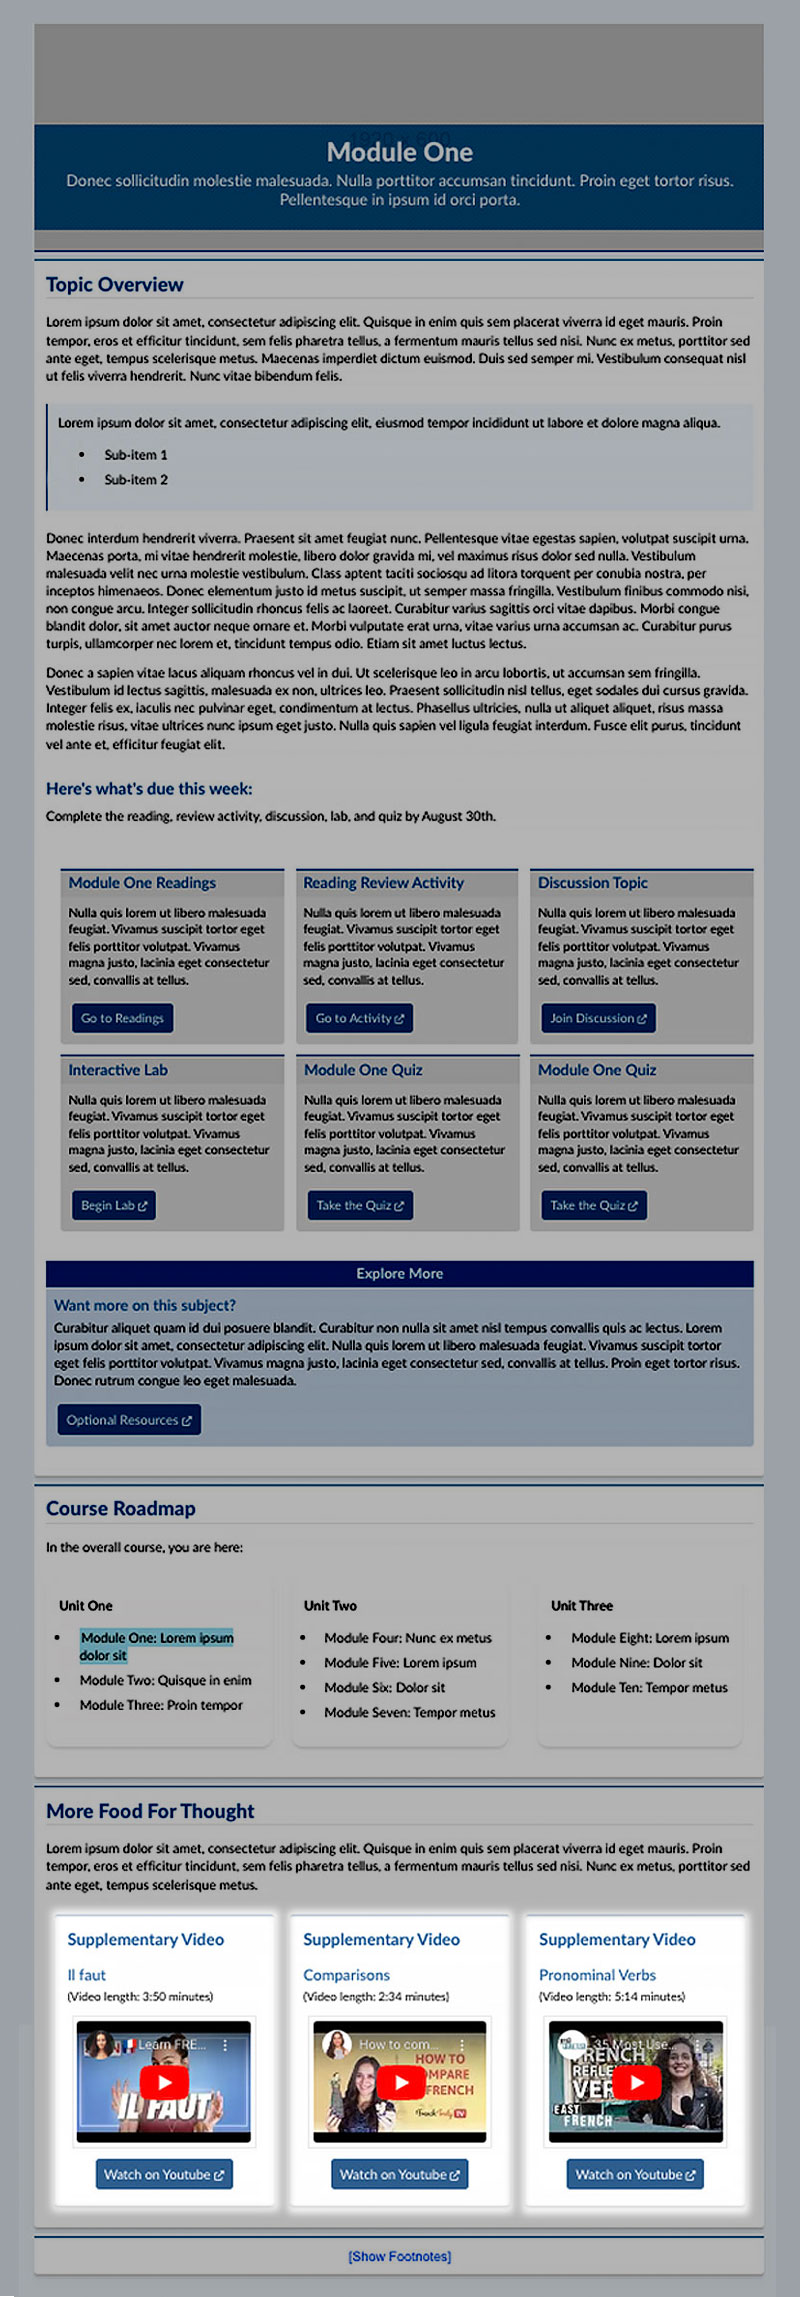 1920 x 600
Module One
Donec sollicitudin molestie malesuada. Nulla porttitor accumsan tincidunt. Proin eget tortor risus.
Pellentesque in ipsum id orci porta.
Topic Overview
Lorem ipsum dolor sit amet, consectetur adipiscing elit. Quisque in enim quis sem placerat viverra id eget mauris. Proin
tempor, eros et efficitur tincidunt, sem felis pharetra tellus, a fermentum mauris tellus sed nisi. Nunc ex metus, porttitor sed
ante eget, tempus scelerisque metus. Maecenas imperdiet dictum euismod. Duis sed semper mi. Vestibulum consequat nisl
ut felis viverra hendrerit. Nunc vitae bibendum felis.
Lorem ipsum dolor sit amet, consectetur adipiscing elit, eiusmod tempor incididunt ut labore et dolore magna aliqua.
• Sub-item 1
• Sub-item 2
Donec interdum hendrerit viverra. Praesent sit amet feugiat nunc. Pellentesque vitae egestas sapien, volutpat suscipit urna.
Maecenas porta, mi vitae hendrerit molestie, libero dolor gravida mi, vel maximus risus dolor sed nulla. Vestibulum
malesuada velit nec urna molestie vestibulum. Class aptent taciti sociosqu ad litora torquent per conubia nostra, per
inceptos himenaeos. Donec elementum justo id metus suscipit, ut semper massa fringilla. Vestibulum finibus commodo nisi,
non congue arcu. Integer sollicitudin rhoncus felis ac laoreet. Curabitur varius sagittis orci vitae dapibus. Morbi congue
blandit dolor, sit amet auctor neque ornare et. Morbi vulputate erat urna, vitae varius urna accumsan ac. Curabitur purus
turpis, ullamcorper nec lorem et, tincidunt tempus odio. Etiam sit amet luctus lectus.
Donec a sapien vitae lacus aliquam rhoncus vel in dui. Ut scelerisque leo in arcu lobortis, ut accumsan sem fringilla.
Vestibulum id lectus sagittis, malesuada ex non, ultrices leo. Praesent sollicitudin nisl tellus, eget sodales dui cursus gravida.
Integer felis ex, iaculis nec pulvinar eget, condimentum at lectus. Phasellus ultricies, nulla ut aliquet aliquet, risus massa
molestie risus, vitae ultrices nunc ipsum eget justo. Nulla quis sapien vel ligula feugiat interdum. Fusce elit purus, tincidunt
vel ante et, efficitur feugiat elit.
Here's what's due this week:
Complete the reading, review activity, discussion, lab, and quiz by August 30th.
Module One Readings
Nulla quis lorem ut libero malesuada
feugiat. Vivamus suscipit tortor eget
felis porttitor volutpat. Vivamus
magna justo, lacinia eget consectetur
sed, convallis at tellus.
Go to Readings
Reading Review Activity
Nulla quis lorem ut libero malesuada
feugiat. Vivamus suscipit tortor eget
felis porttitor volutpat. Vivamus
magna justo, lacinia eget consectetur
sed, convallis at tellus.
Go to Activity
Discussion Topic
Nulla quis lorem ut libero malesuada
feugiat. Vivamus suscipit tortor eget
felis porttitor volutpat. Vivamus
magna justo, lacinia eget consectetur
sed, convallis at tellus.
Join Discussion
Interactive Lab
Nulla quis lorem ut libero malesuada
feugiat. Vivamus suscipit tortor eget
felis porttitor volutpat. Vivamus
magna justo, lacinia eget consectetur
sed, convallis at tellus.
Begin Lab
Module One Quiz
Nulla quis lorem ut libero malesuada
feugiat. Vivamus suscipit tortor eget
felis porttitor volutpat. Vivamus
magna justo, lacinia eget consectetur
sed, convallis at tellus.
Take the Quiz
Module One Quiz
Nulla quis lorem ut libero malesuada
feugiat. Vivamus suscipit tortor eget
felis porttitor volutpat. Vivamus
magna justo, lacinia eget consectetur
sed, convallis at tellus.
Take the Quiz
Explore More
Want more on this subject?
Curabitur aliquet quam id dui posuere blandit. Curabitur non nulla sit amet nisl tempus convallis quis ac lectus. Lorem
ipsum dolor sit amet, consectetur adipiscing elit. Nulla quis lorem ut libero malesuada feugiat. Vivamus suscipit tortor
eget felis porttitor volutpat. Vivamus magna justo, lacinia eget consectetur sed, convallis at tellus. Proin eget tortor risus.
Donec rutrum congue leo eget malesuada.
Optional Resources
Course Roadmap
In the overall course, you are here:
Unit One
• Module One: Lorem ipsum
dolor sit
• Module Two: Quisque in enim
• Module Three: Proin tempor
Unit Two
• Module Four: Nunc ex metus
• Module Five: Lorem ipsum
• Module Six: Dolor sit
• Module Seven: Tempor metus
Unit Three
• Module Eight: Lorem ipsum
• Module Nine: Dolor sit
• Module Ten: Tempor metus
More Food For Thought
Lorem ipsum dolor sit amet, consectetur adipiscing elit. Quisque in enim quis sem placerat viverra id eget mauris. Proin
tempor, eros et efficitur tincidunt, sem felis pharetra tellus, a fermentum mauris tellus sed nisi. Nunc ex metus, porttitor sed
ante eget, tempus scelerisque metus.
Supplementary Video
Il faut
(Video length: 3:50 minutes)
Learn FRE...
IL FAUT
Watch on Youtube
Supplementary Video
Comparisons
(Video length: 2:34 minutes)
How to com...
HOW TO
COMPARE
FRENCH
Watch on Youtube
Supplementary Video
Pronominal Verbs
(Video length: 5:14 minutes)
35 Most Use...
FRENCH
REFLE
VER
EASY
FRENCH
Watch on Youtube
[Show Footnotes]